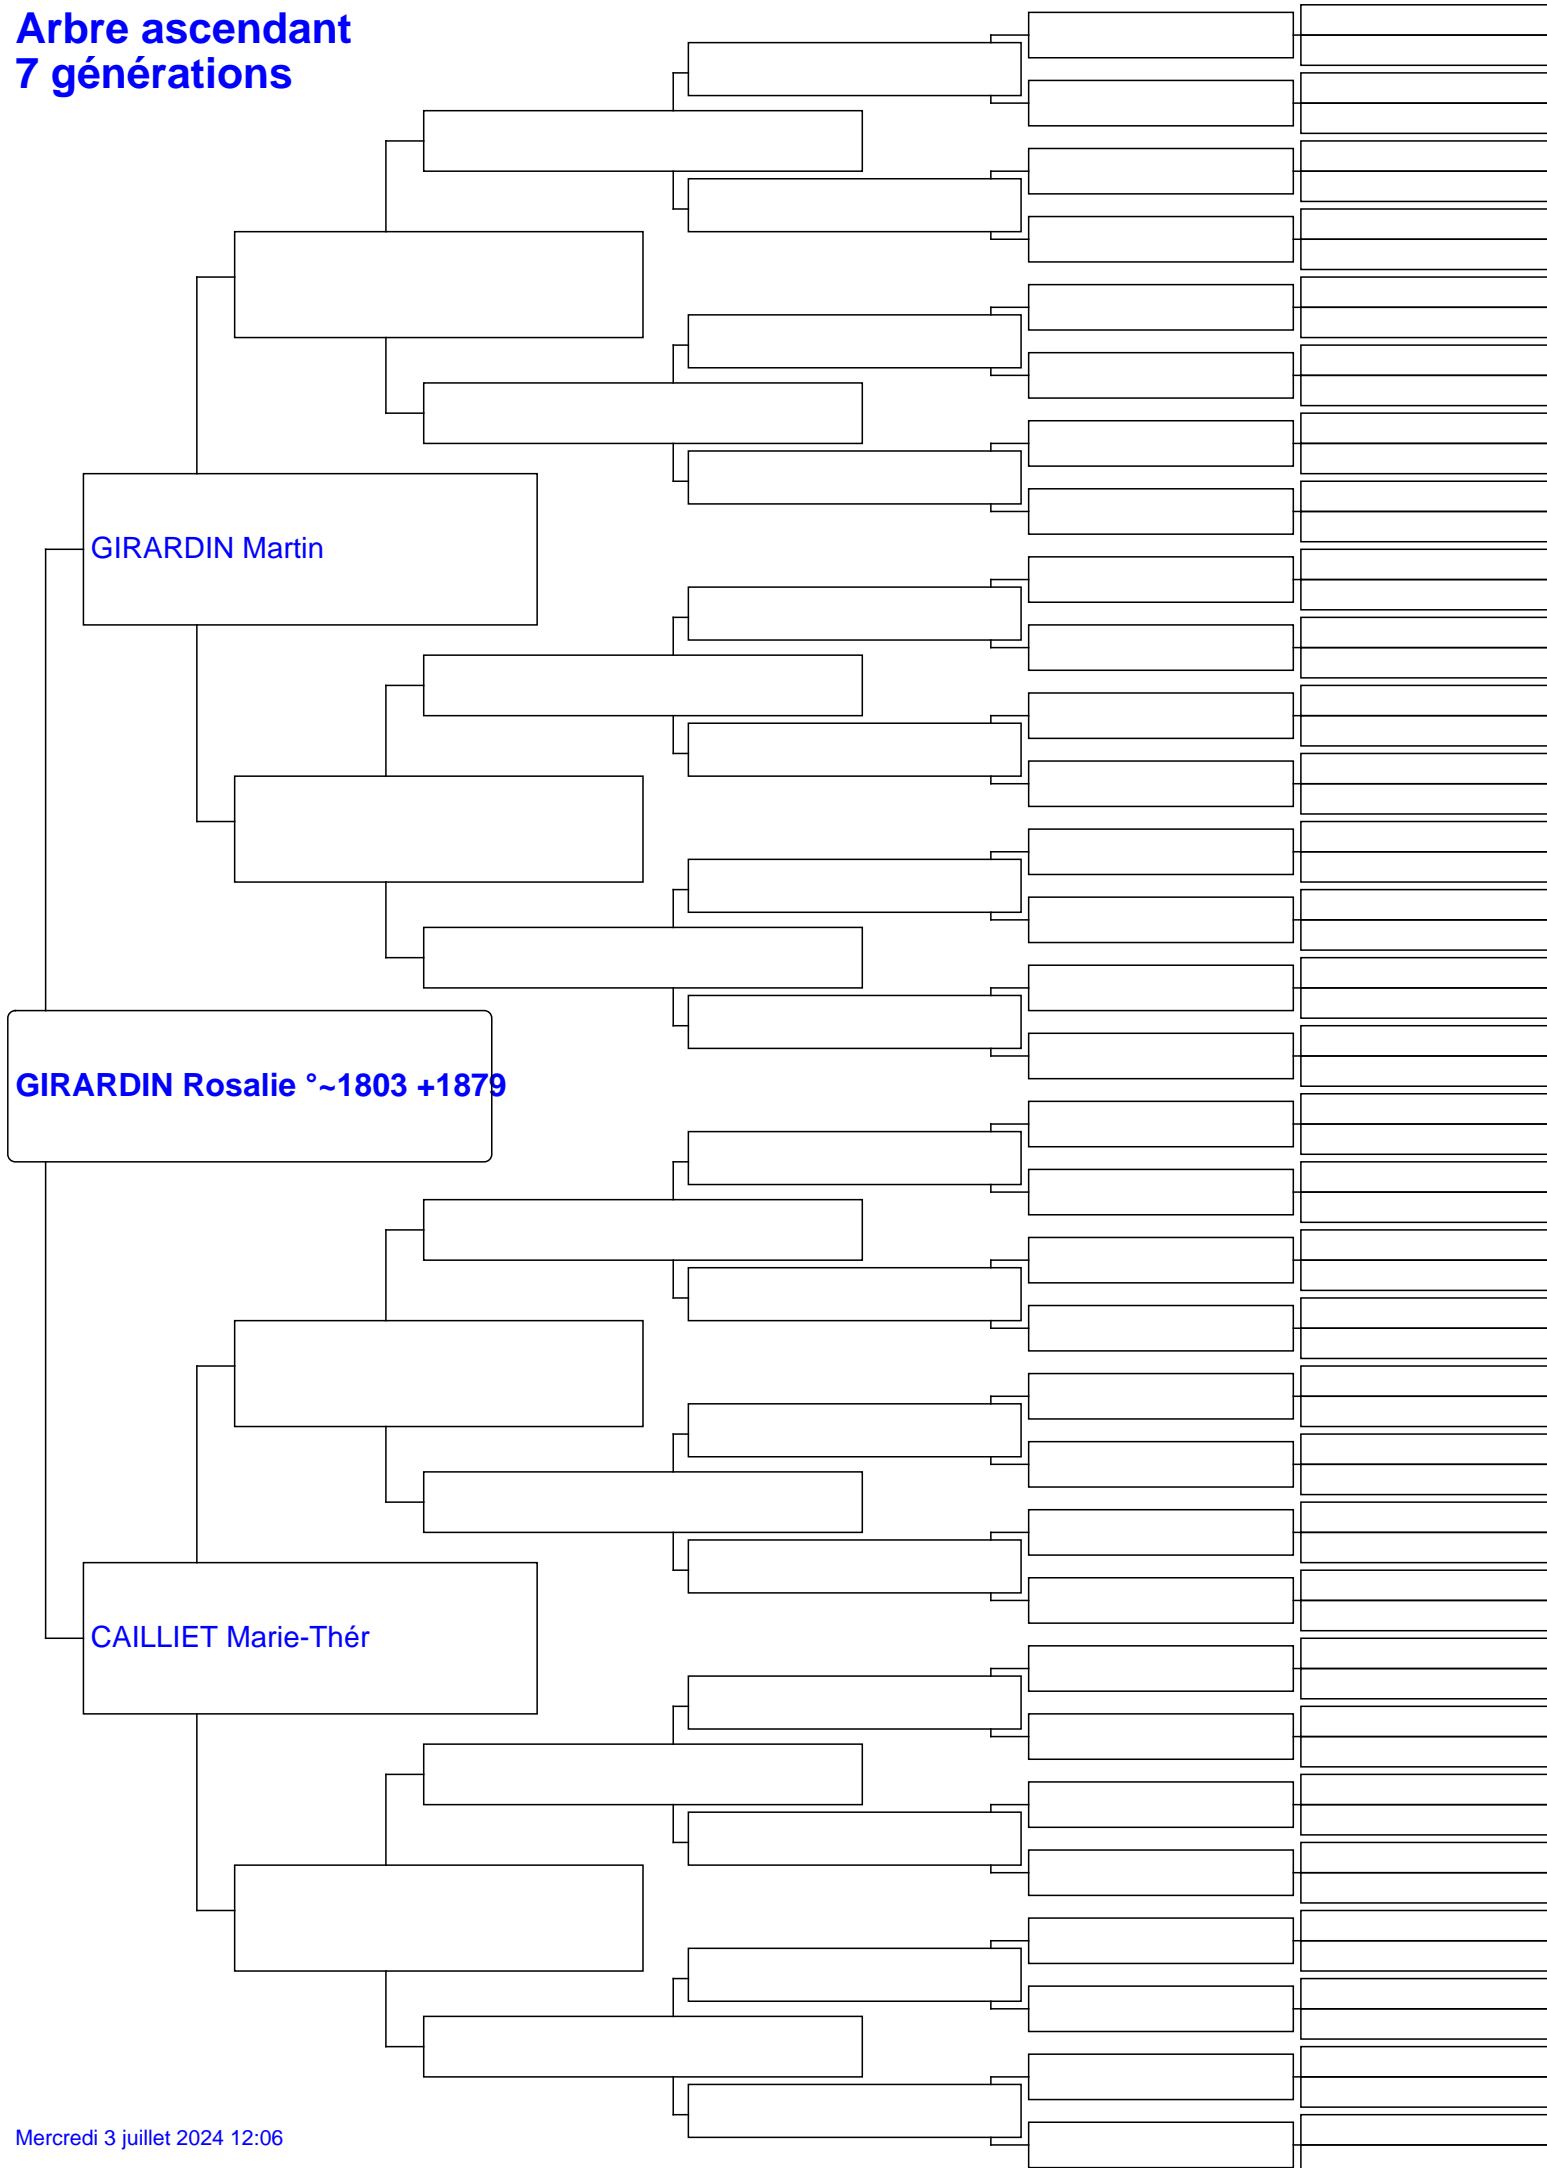 Arbre ascendant
7 générations
GIRARDIN Martin
GIRARDIN Rosalie °~1803 +1879
CAILLIET Marie-Thér
Mercredi 3 juillet 2024 12:06